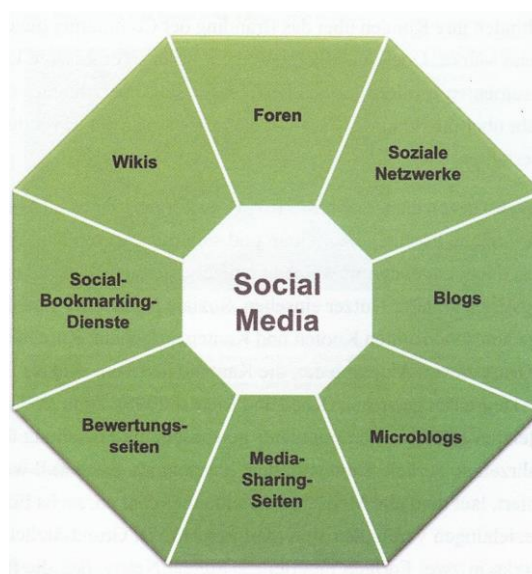 Foren
Soziale
Netzwerke
Blogs
Microblogs
Media-
Sharing-
Seiten
Bewertungs-
seiten
Social-
Bookmarking-
Dienste
Wikis
Social
Media